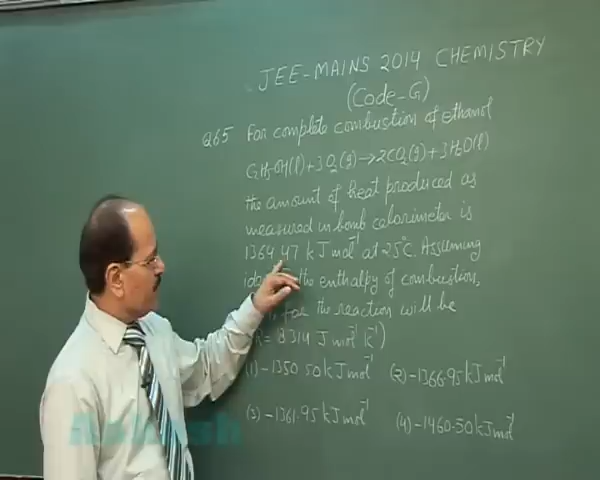 JEE-MAINS 2014 CHEMISTRY
(Code-G)
Q65 For complete combustion of ethanol
C2H5OH(l)+3O2(g)→2CO2(g)+3H2O(l)
the amount of heat produced as
measured in bomb calorimeter is
1364.47 kJ mol⁻¹ at 25°C. Assuming
the enthalpy of combustion,
for the reaction will be
= 8.314 J mol⁻¹ K⁻¹)
(1) -1350.50 kJ mol⁻¹ (2) -1366.95 kJ mol⁻¹
(3) -1361.95 kJ mol⁻¹ (4) -1460.50 kJ mol⁻¹